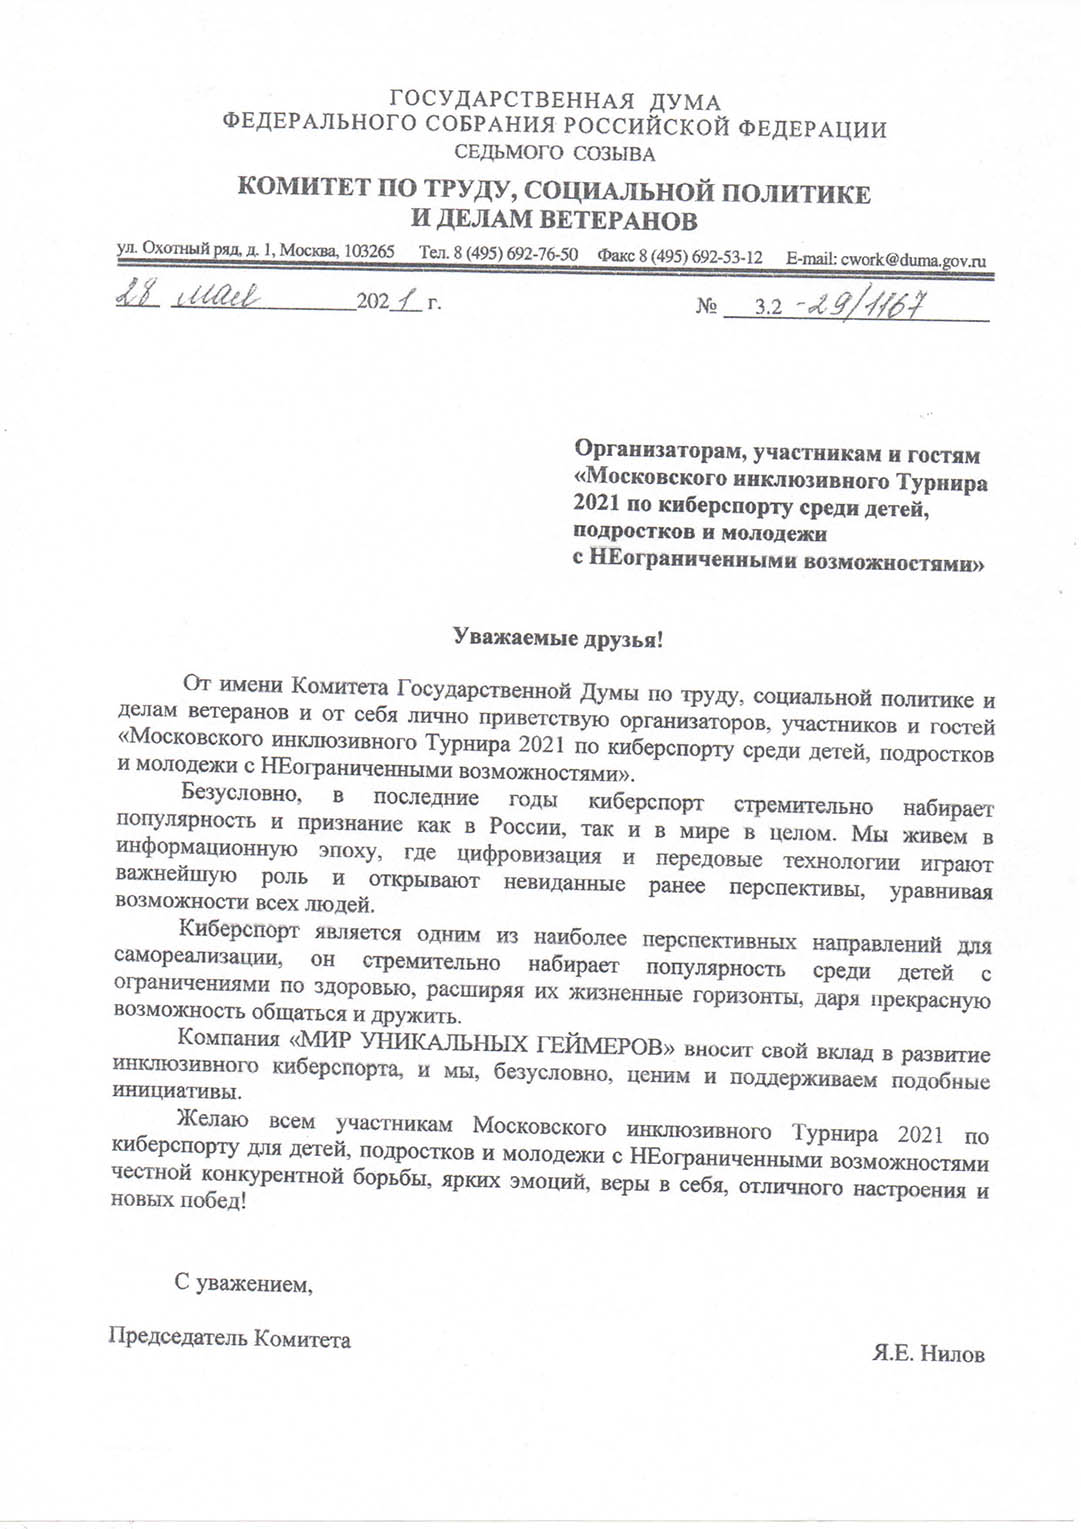 ГОСУДАРСТВЕННАЯ ДУМА
ФЕДЕРАЛЬНОГО СОБРАНИЯ РОССИЙСКОЙ ФЕДЕРАЦИИ
СЕДЬМОГО СОЗЫВА
КОМИТЕТ ПО ТРУДУ, СОЦИАЛЬНОЙ ПОЛИТИКЕ
И ДЕЛАМ ВЕТЕРАНОВ
ул. Охотный ряд, д. 1, Москва, 103265 Тел. 8 (495) 692-76-50 Факс 8 (495) 692-53-12 E-mail: cwork@duma.gov.ru
28 мая 2021 г. № 3.2 -29/1167
Организаторам, участникам и гостям
«Московского инклюзивного Турнира
2021 по киберспорту среди детей,
подростков и молодежи
с НЕограниченными возможностями»
Уважаемые друзья!
От имени Комитета Государственной Думы по труду, социальной политике и
делам ветеранов и от себя лично приветствую организаторов, участников и гостей
«Московского инклюзивного Турнира 2021 по киберспорту среди детей, подростков
и молодежи с НЕограниченными возможностями».
Безусловно, в последние годы киберспорт стремительно набирает
популярность и признание как в России, так и в мире в целом. Мы живем в
информационную эпоху, где цифровизация и передовые технологии играют
важнейшую роль и открывают невиданные ранее перспективы, уравнивая
возможности всех людей.
Киберспорт является одним из наиболее перспективных направлений для
самореализации, он стремительно набирает популярность среди детей с
ограничениями по здоровью, расширяя их жизненные горизонты, даря прекрасную
возможность общаться и дружить.
Компания «МИР УНИКАЛЬНЫХ ГЕЙМЕРОВ» вносит свой вклад в развитие
инклюзивного киберспорта, и мы, безусловно, ценим и поддерживаем подобные
инициативы.
Желаю всем участникам Московского инклюзивного Турнира 2021 по
киберспорту для детей, подростков и молодежи с НЕограниченными возможностями
честной конкурентной борьбы, ярких эмоций, веры в себя, отличного настроения и
новых побед!
С уважением,
Председатель Комитета
Я.Е. Нилов